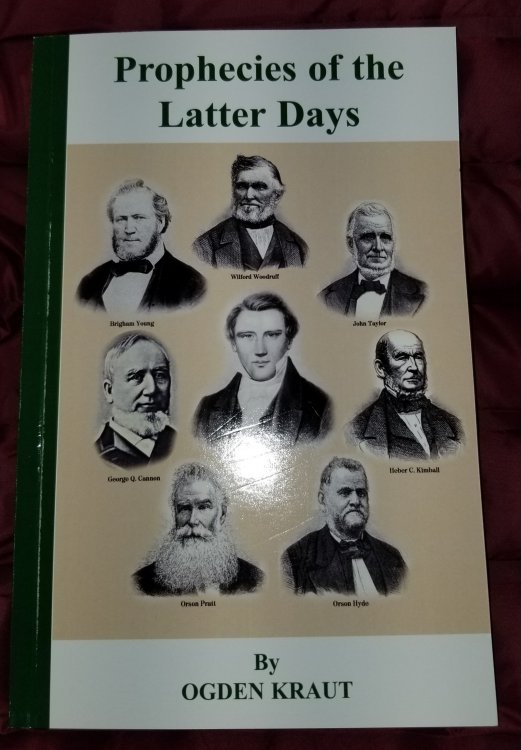 Prophecies of the
Latter Days
Wilford Woodruff
Brigham Young
John Taylor
George Q. Cannon
Heber C. Kimball
Orson Pratt
Orson Hyde
By
OGDEN KRAUT